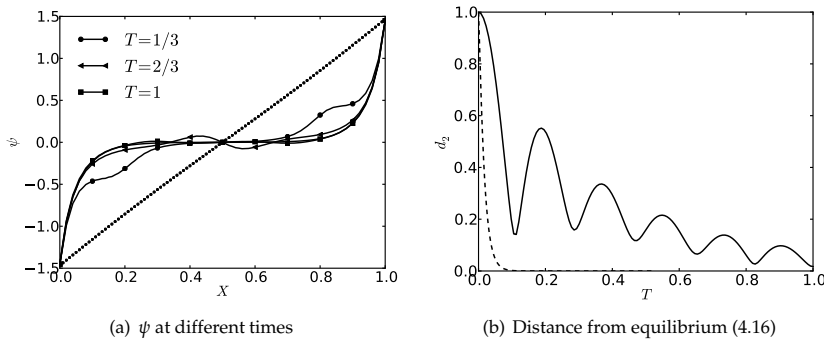 1.5
1.0
0.5
0.0
−0.5
−1.0
−1.5
ψ
T=1/3
T=2/3
T=1
0.0 0.2 0.4 0.6 0.8 1.0
X
(a) ψ at different times
1.0
0.8
0.6
0.4
0.2
0.0
d₂
0.0 0.2 0.4 0.6 0.8 1.0
T
(b) Distance from equilibrium (4.16)